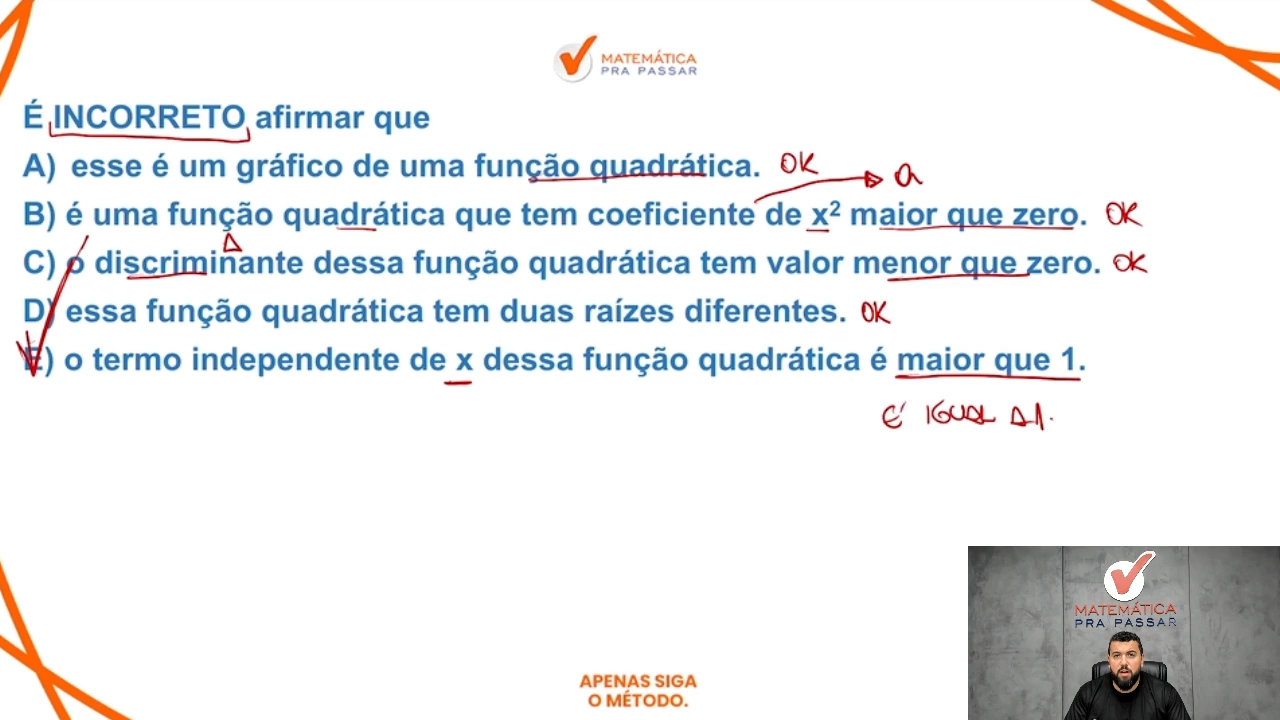 MATEMÁTICA
PRA PASSAR
É INCORRETO afirmar que
A) esse é um gráfico de uma função quadrática. OK
a
B) é uma função quadrática que tem coeficiente de x² maior que zero. OK
Δ
C) o discriminante dessa função quadrática tem valor menor que zero. OK
D) essa função quadrática tem duas raízes diferentes. OK
E) o termo independente de x dessa função quadrática é maior que 1.
É IGUAL A 1.
MATEMÁTICA
PRA PASSAR
APENAS SIGA
O MÉTODO.